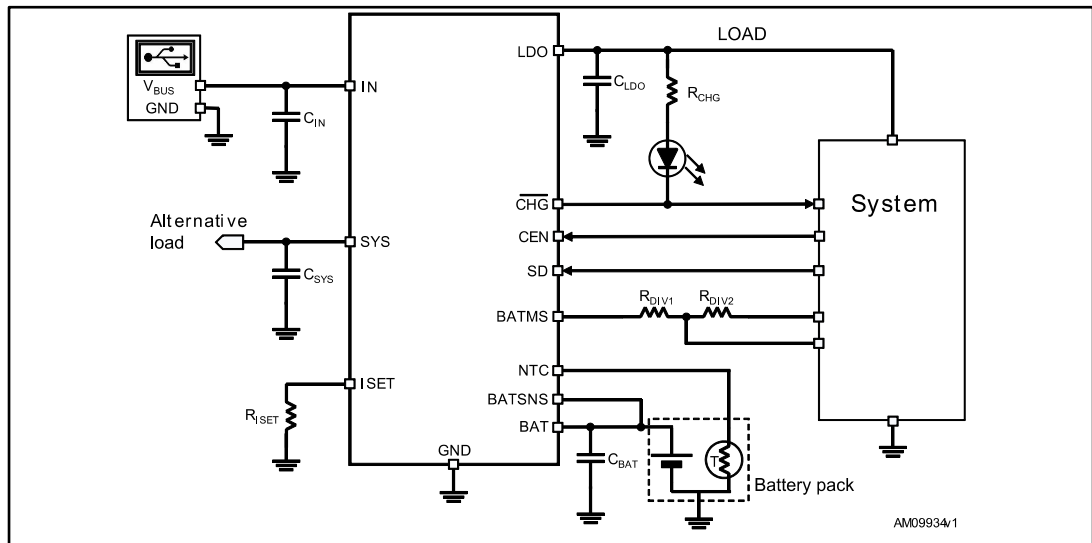 LDO
LOAD
V_BUS
IN
GND
C_LDO
R_CHG
C_IN
CHG
System
Alternative
load
SYS
CEN
C_SYS
SD
R_DIV1
R_DIV2
BATMS
NTC
ISET
BATSNS
R_ISET
BAT
GND
C_BAT
T
Battery pack
AM09934v1